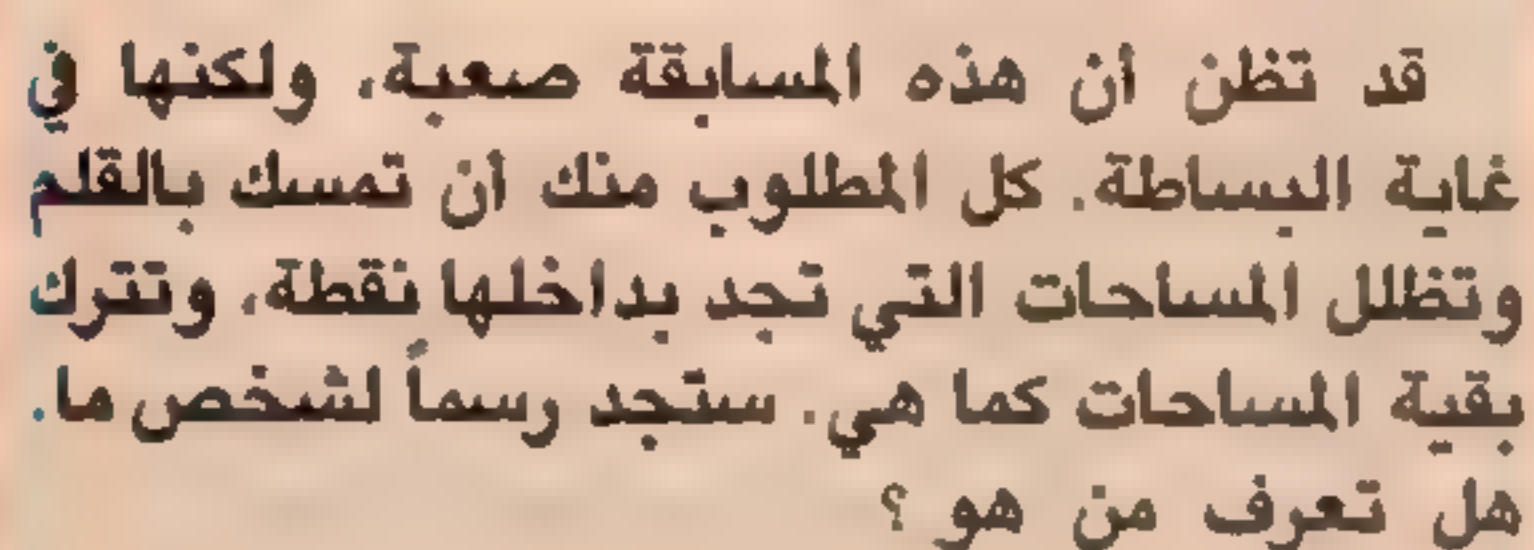 قد تظن أن هذه المسابقة صعبة، ولكنها في
غاية البساطة. كل المطلوب منك أن تمسك بالقلم
وتظلل المساحات التي تجد بداخلها نقطة، وتترك
بقية المساحات كما هي. ستجد رسماً لشخص ما.
هل تعرف من هو ؟